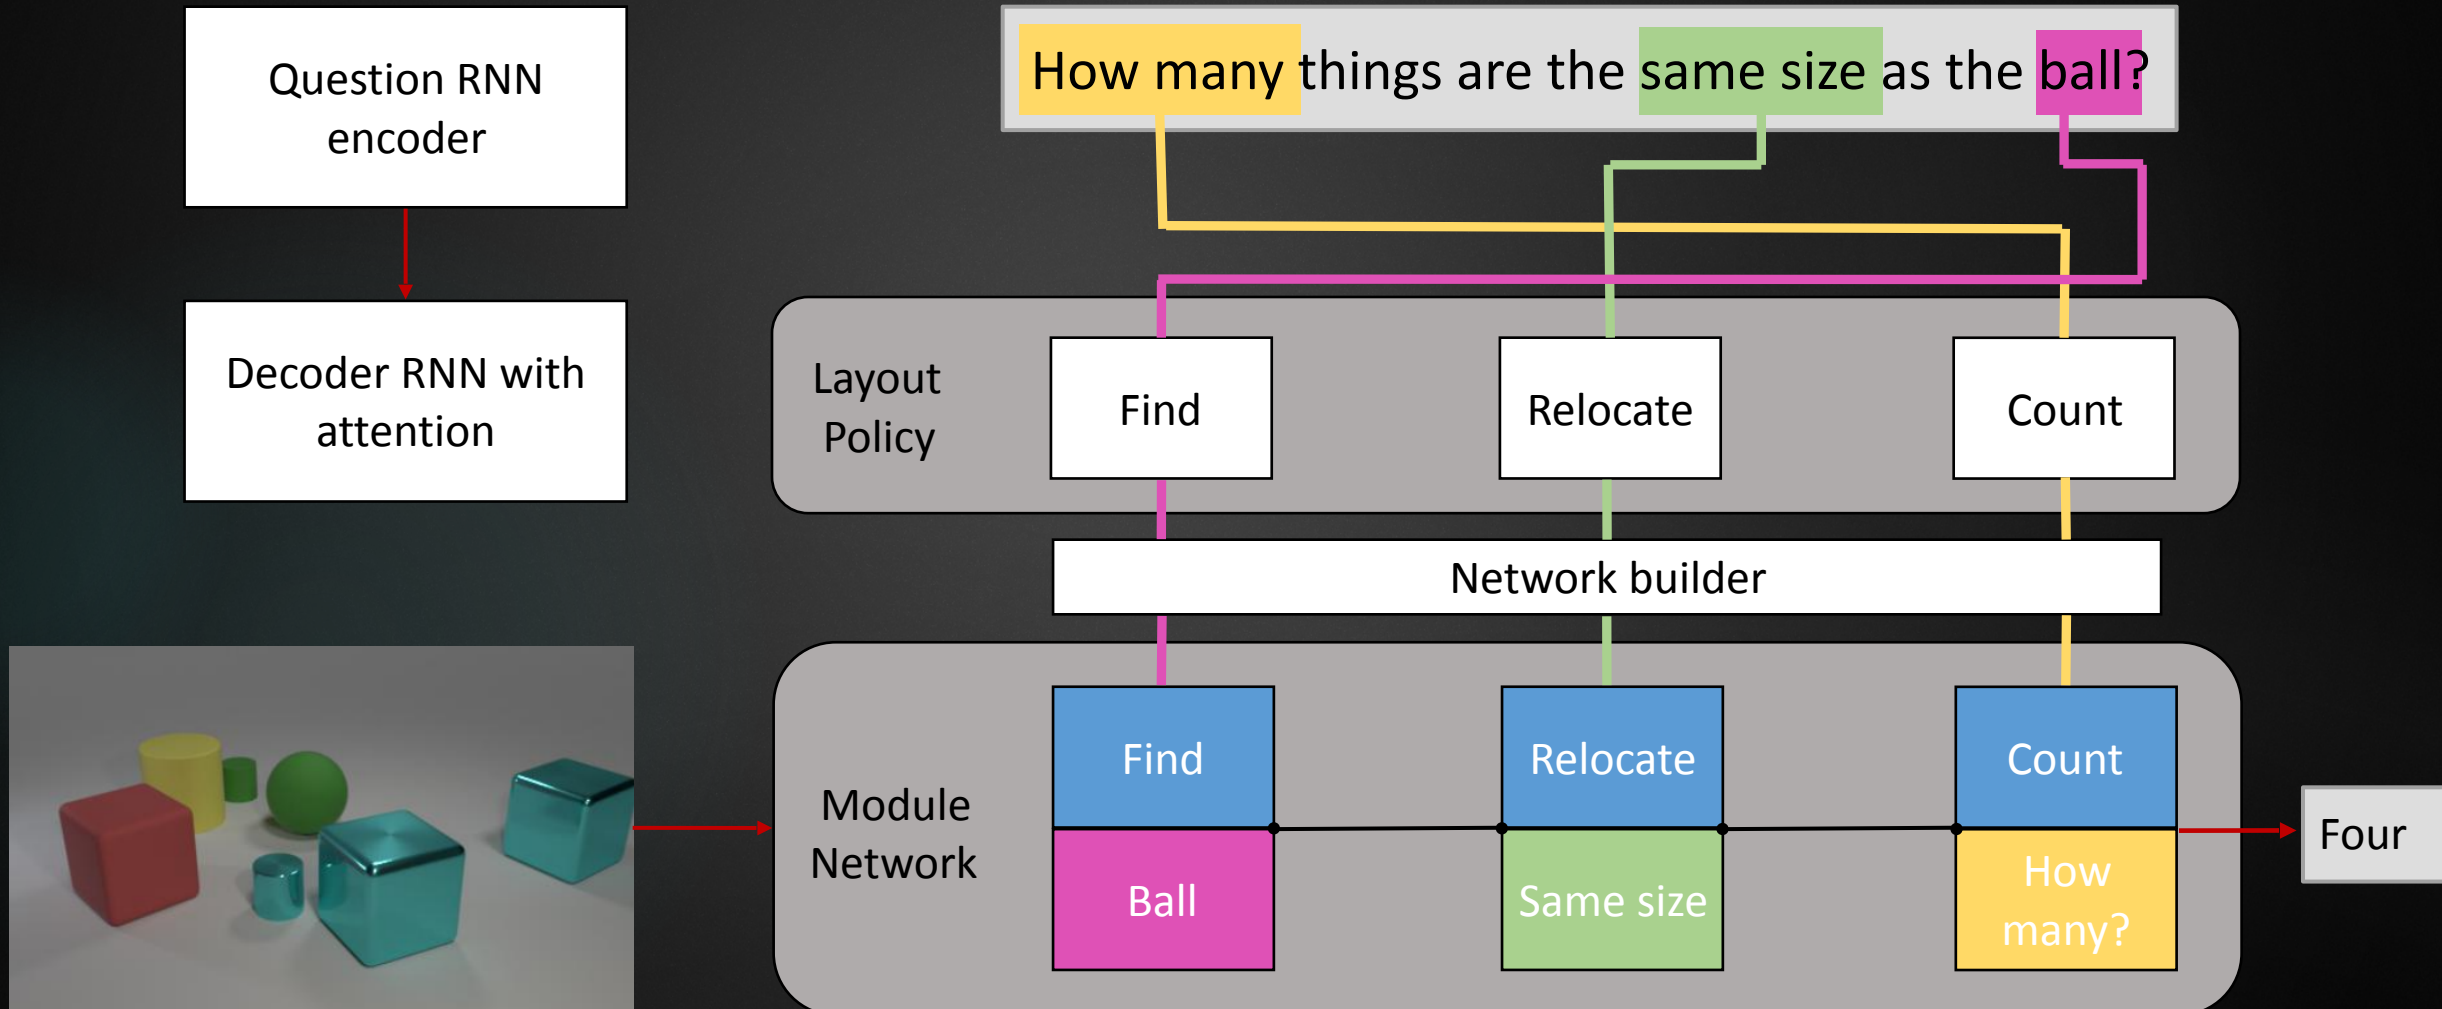 Question RNN
encoder
How many things are the same size as the ball?
Decoder RNN with
attention
Layout
Policy
Find
Relocate
Count
Network builder
Module
Network
Find
Relocate
Count
Ball
Same size
How
many?
Four